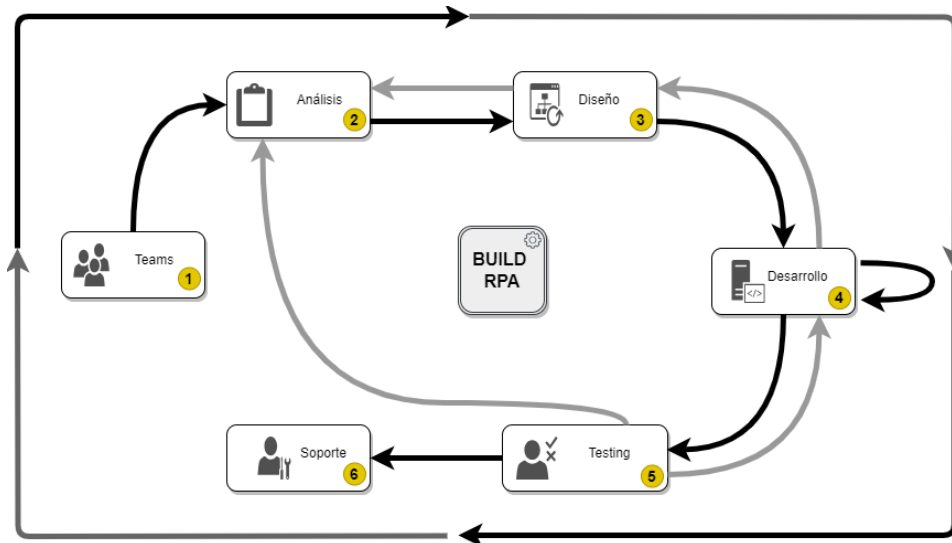 Análisis
2
Diseño
3
Teams
1
BUILD
RPA
Desarrollo
</>
4
Soporte
6
Testing
5